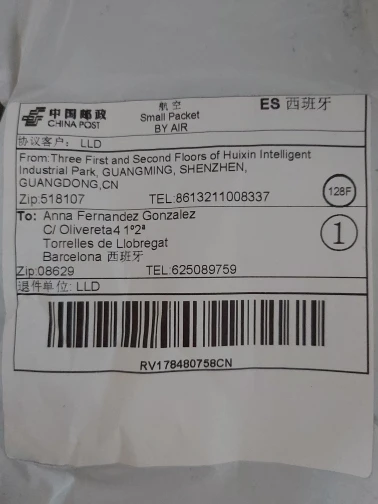 中国邮政
CHINA POST
航空
Small Packet
BY AIR
ES 西班牙
协议客户: LLD
From:Three First and Second Floors of Huixin Intelligent
Industrial Park, GUANGMING, SHENZHEN,
GUANGDONG,CN
Zip:518107 TEL:8613211008337
128F
To: Anna Fernandez Gonzalez
C/ Olivereta4 1º2ª
Torrelles de Llobregat
Barcelona 西班牙
1
Zip:08629 TEL:625089759
退件单位: LLD
RV178480758CN